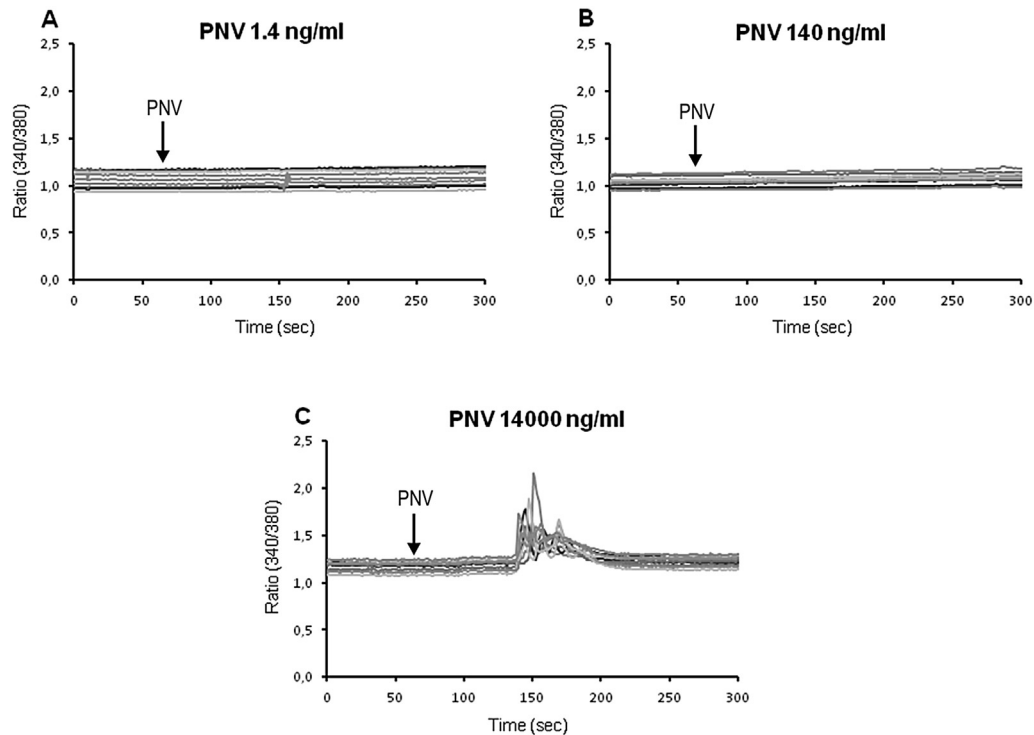 A
PNV 1.4 ng/ml
2,5
2,0
1,5
1,0
0,5
0,0
Ratio (340/380)
PNV
0 50 100 150 200 250 300
Time (sec)
B
PNV 140 ng/ml
2,5
2,0
1,5
1,0
0,5
0,0
Ratio (340/380)
PNV
0 50 100 150 200 250 300
Time (sec)
C
PNV 14000 ng/ml
2,5
2,0
1,5
1,0
0,5
0,0
Ratio (340/380)
PNV
0 50 100 150 200 250 300
Time (sec)